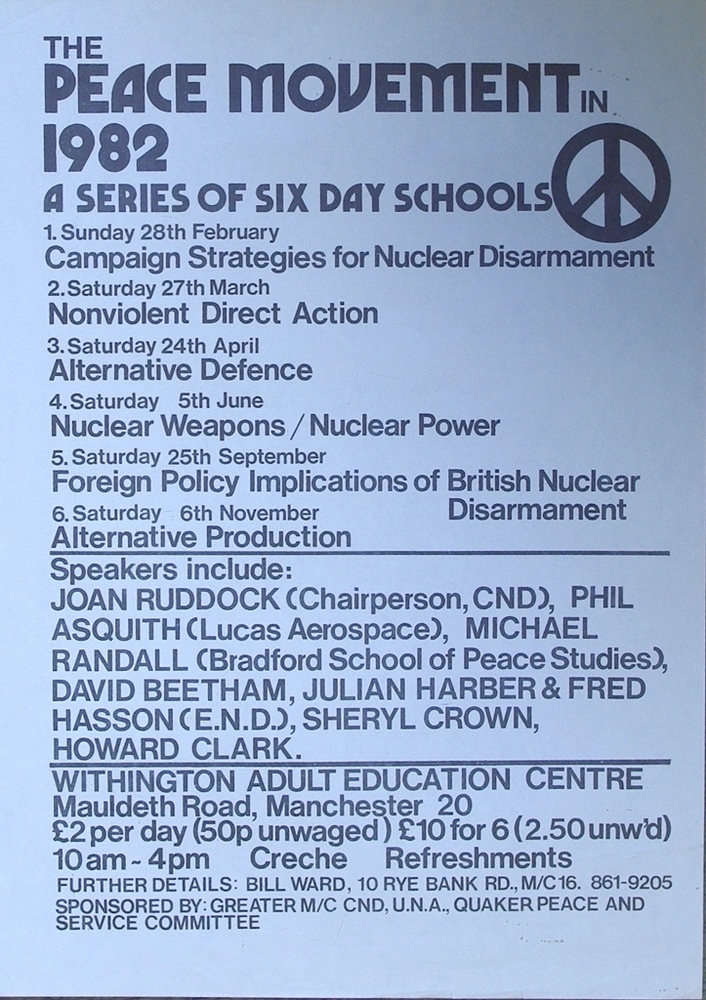 THE
PEACE MOVEMENT IN
1982
A SERIES OF SIX DAY SCHOOLS
1. Sunday 28th February
Campaign Strategies for Nuclear Disarmament
2. Saturday 27th March
Nonviolent Direct Action
3. Saturday 24th April
Alternative Defence
4. Saturday 5th June
Nuclear Weapons / Nuclear Power
5. Saturday 25th September
Foreign Policy Implications of British Nuclear
Disarmament
6. Saturday 6th November
Alternative Production
Speakers include:
JOAN RUDDOCK (Chairperson, CND), PHIL
ASQUITH (Lucas Aerospace), MICHAEL
RANDALL (Bradford School of Peace Studies),
DAVID BEETHAM, JULIAN HARBER & FRED
HASSON (E.N.D.), SHERYL CROWN,
HOWARD CLARK.
WITHINGTON ADULT EDUCATION CENTRE
Mauldeth Road, Manchester 20
£2 per day (50p unwaged) £10 for 6 (2.50 unw'd)
10am ~ 4pm Creche Refreshments
FURTHER DETAILS: BILL WARD, 10 RYE BANK RD., M/C 16. 861-9205
SPONSORED BY: GREATER M/C CND, U.N.A., QUAKER PEACE AND
SERVICE COMMITTEE